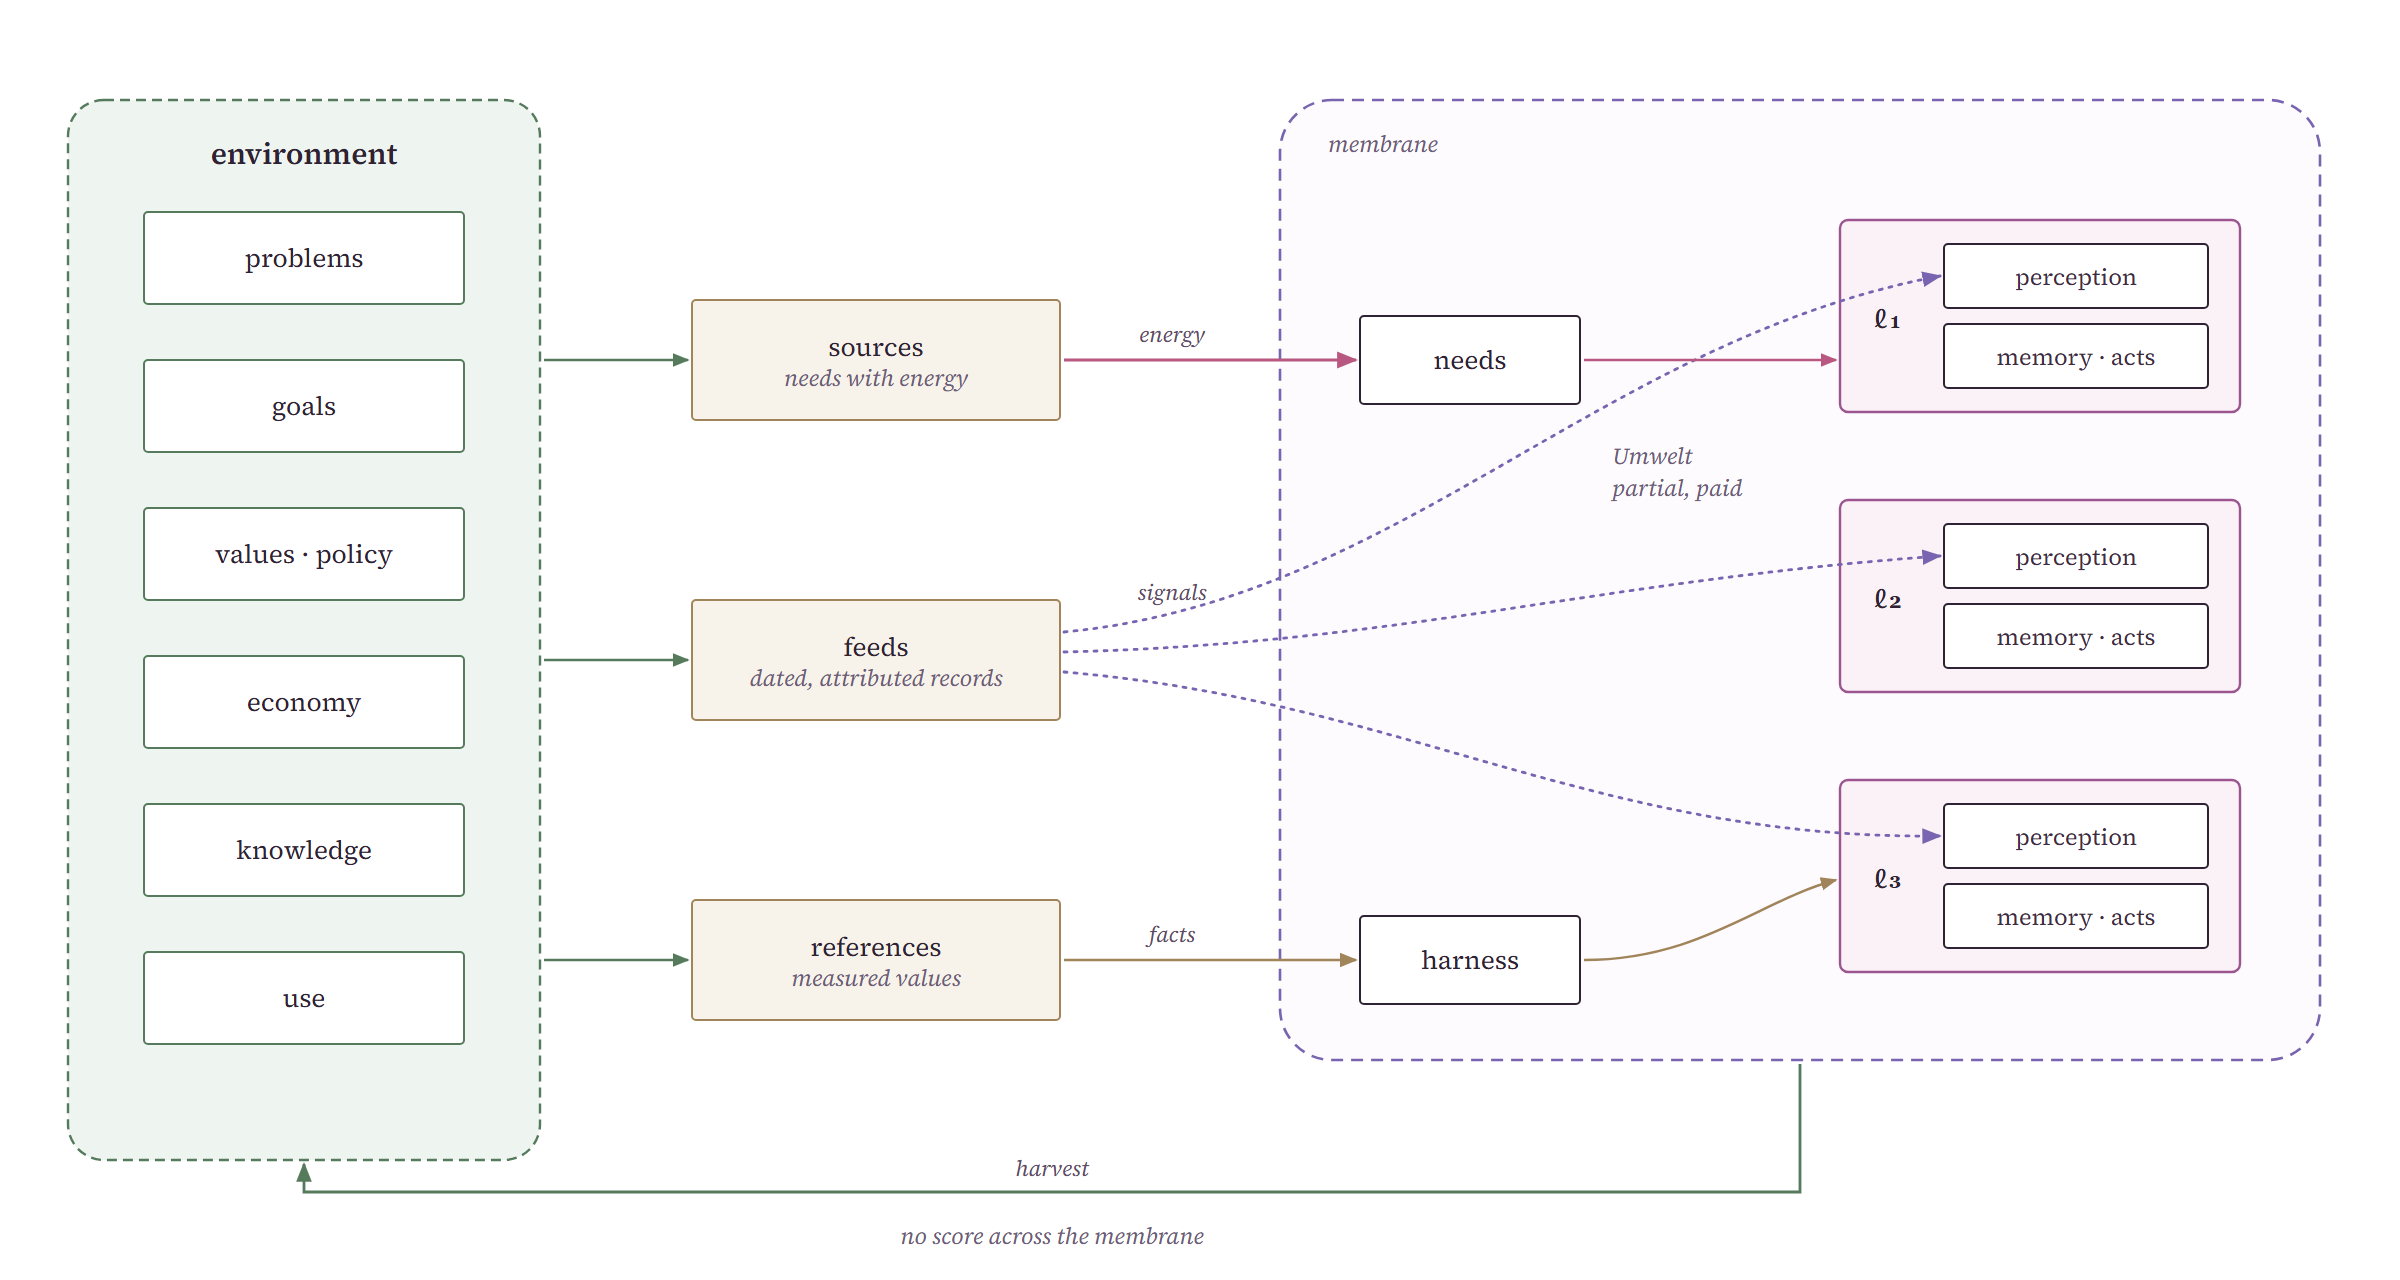 environment
problems
goals
values · policy
economy
knowledge
use
sources
needs with energy
feeds
dated, attributed records
references
measured values
energy
signals
facts
membrane
needs
Umwelt
partial, paid
harness
ℓ1
perception
memory · acts
ℓ2
perception
memory · acts
ℓ3
perception
memory · acts
harvest
no score across the membrane